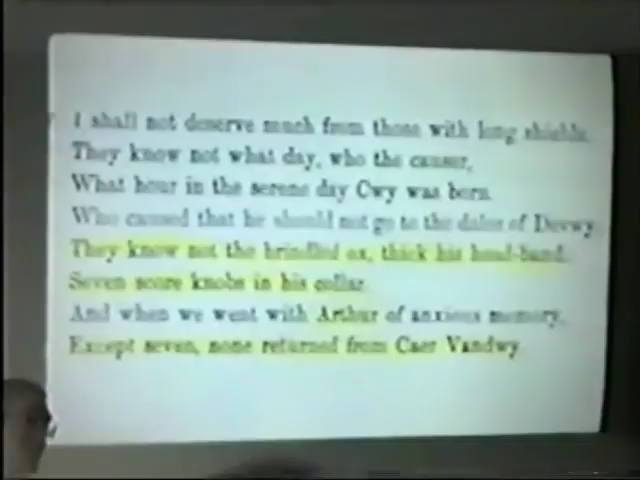 I shall not deserve much from those with long shields.
They know not what day, who the causer,
What hour in the serene day Cwy was born.
Who caused that he should not go to the dales of Devwy.
They know not the brindled ox, thick his head-band.
Seven score knobs in his collar.
And when we went with Arthur of anxious memory,
Except seven, none returned from Caer Vandwy.